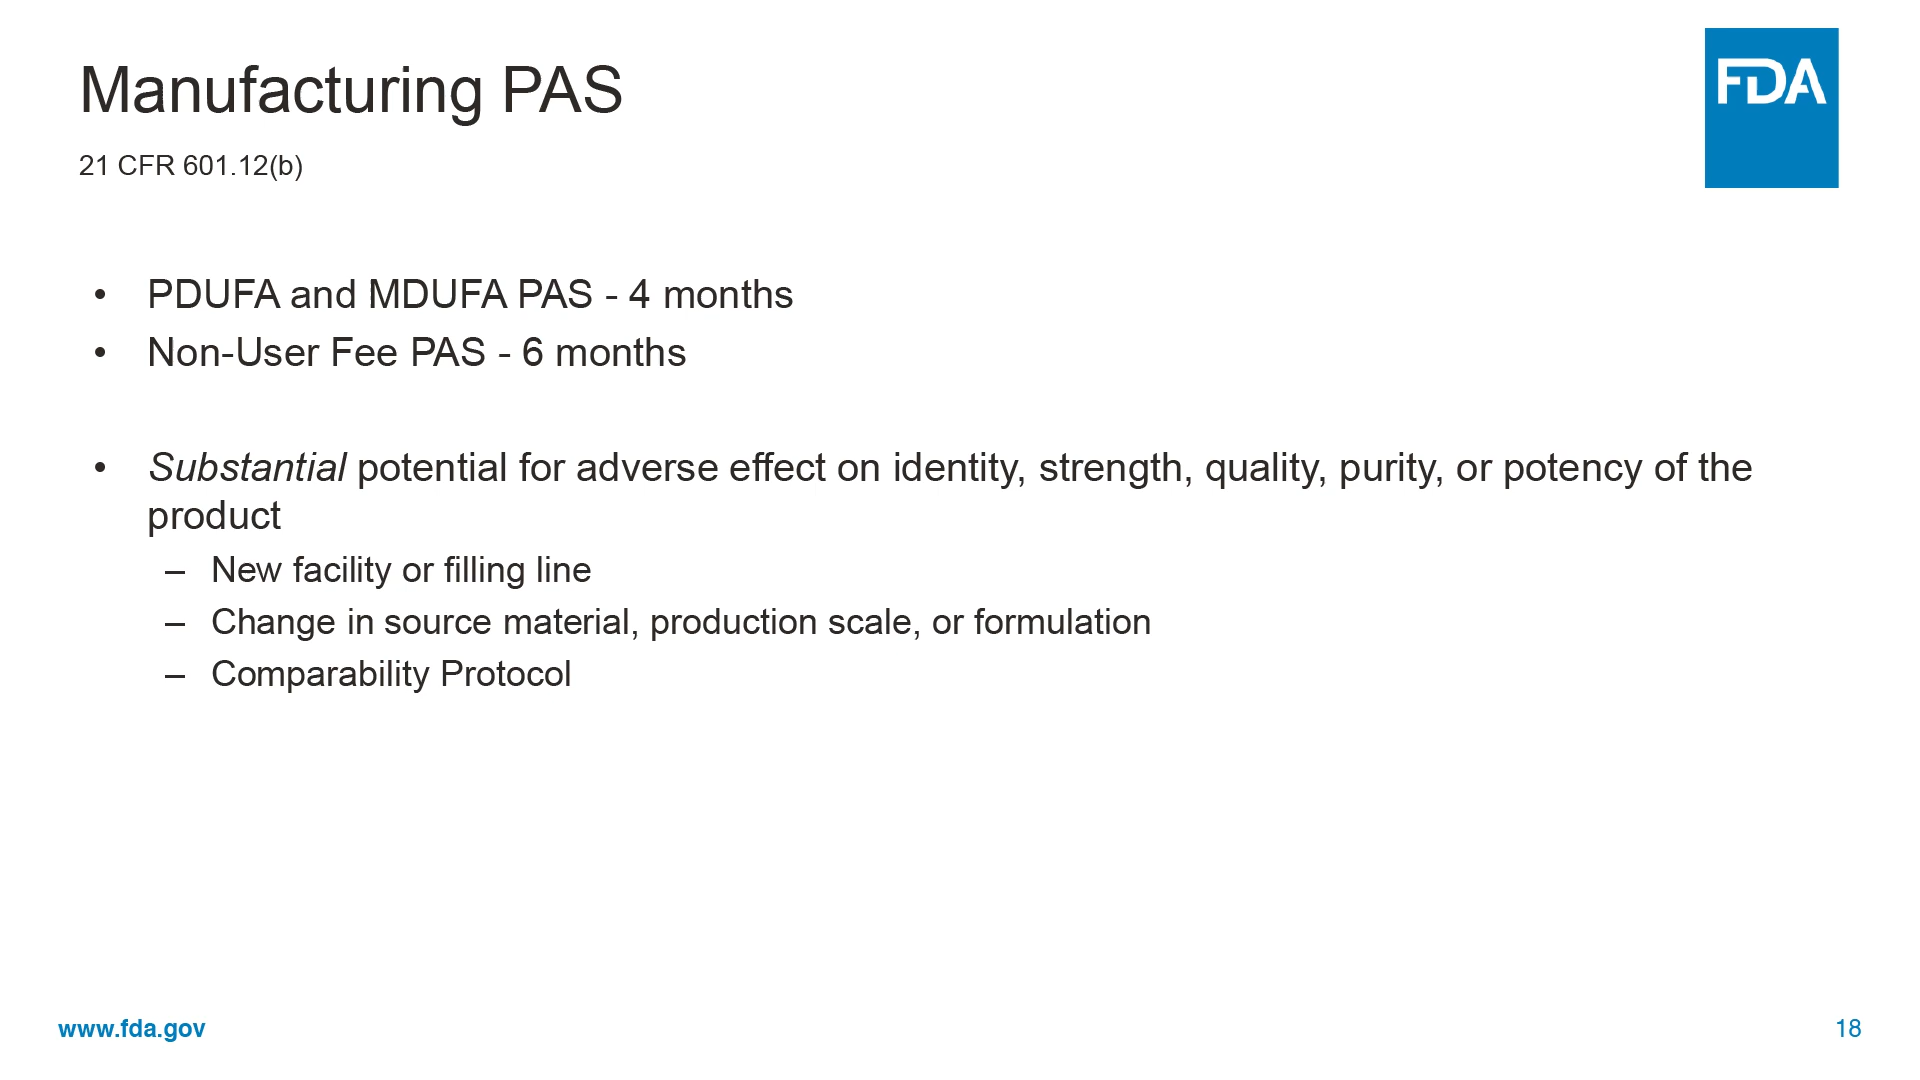 Manufacturing PAS
FDA
21 CFR 601.12(b)
• PDUFA and MDUFA PAS - 4 months
• Non-User Fee PAS - 6 months
• Substantial potential for adverse effect on identity, strength, quality, purity, or potency of the
product
– New facility or filling line
– Change in source material, production scale, or formulation
– Comparability Protocol
www.fda.gov
18